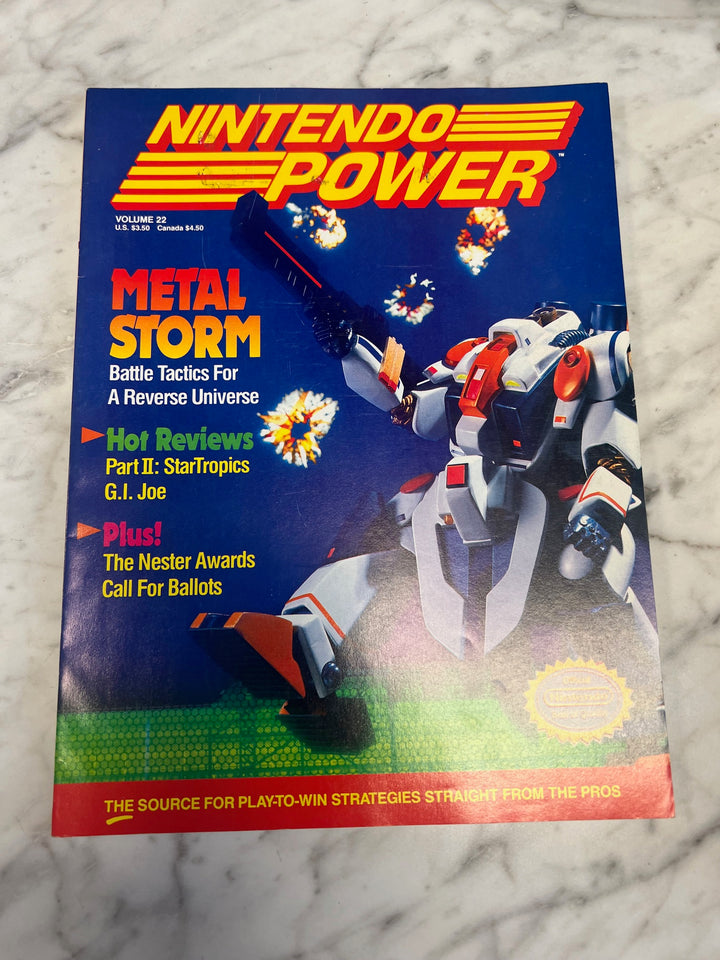 NINTENDO
POWER™
VOLUME 22
U.S. $3.50 Canada $4.50
METAL
STORM
Battle Tactics For
A Reverse Universe
Hot Reviews
Part II: StarTropics
G.I. Joe
Plus!
The Nester Awards
Call For Ballots
Nintendo
THE SOURCE FOR PLAY-TO-WIN STRATEGIES STRAIGHT FROM THE PROS